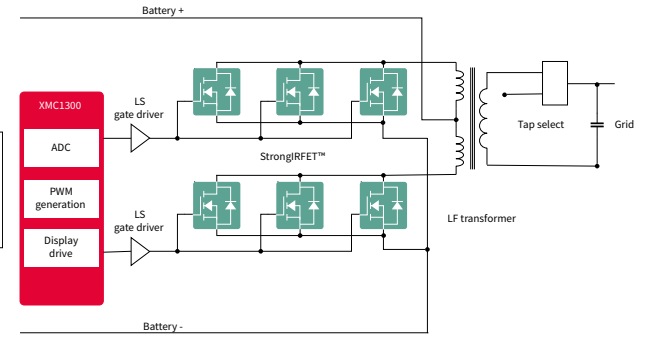 Battery +
XMC1300
LS
gate driver
ADC
StrongIRFET™
Tap select
Grid
PWM
generation
LS
gate driver
LF transformer
Display
drive
Battery -